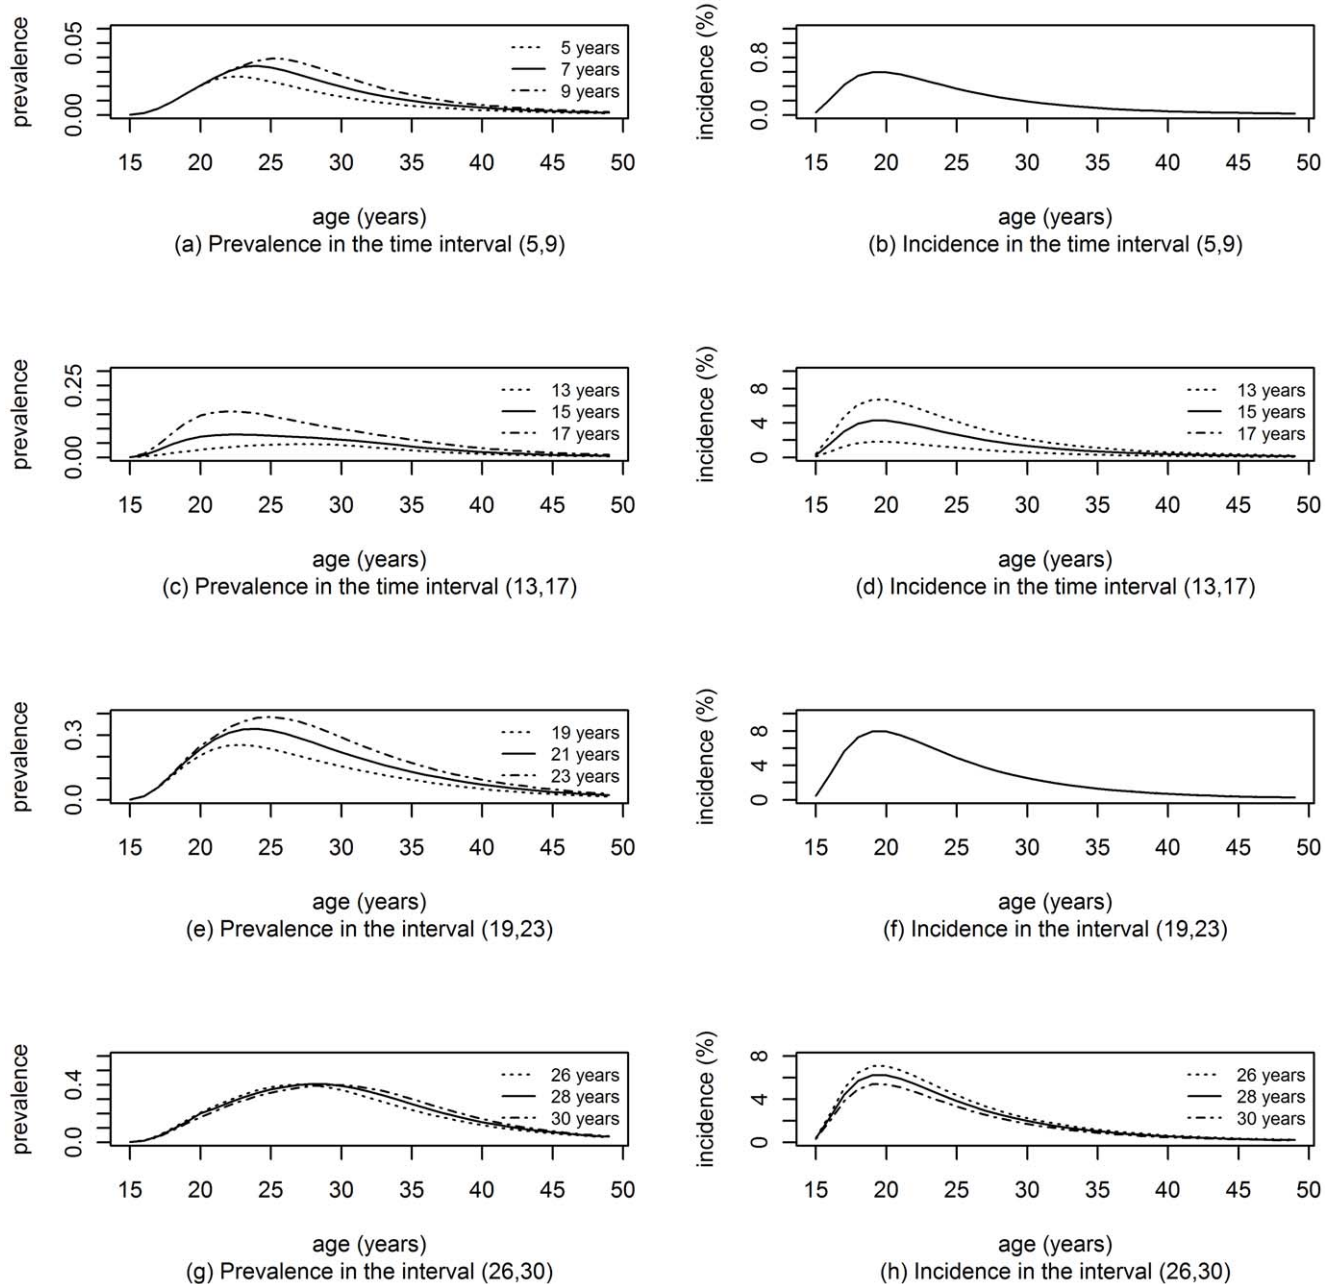 prevalence
0.05
0.00
5 years
7 years
9 years
15 20 25 30 35 40 45 50
age (years)
(a) Prevalence in the time interval (5,9)
incidence (%)
0.8
0.0
15 20 25 30 35 40 45 50
age (years)
(b) Incidence in the time interval (5,9)
prevalence
0.25
0.00
13 years
15 years
17 years
15 20 25 30 35 40 45 50
age (years)
(c) Prevalence in the time interval (13,17)
incidence (%)
8
4
0
13 years
15 years
17 years
15 20 25 30 35 40 45 50
age (years)
(d) Incidence in the time interval (13,17)
prevalence
0.3
0.0
19 years
21 years
23 years
15 20 25 30 35 40 45 50
age (years)
(e) Prevalence in the interval (19,23)
incidence (%)
8
4
0
15 20 25 30 35 40 45 50
age (years)
(f) Incidence in the interval (19,23)
prevalence
0.4
0.0
26 years
28 years
30 years
15 20 25 30 35 40 45 50
age (years)
(g) Prevalence in the interval (26,30)
incidence (%)
8
4
0
26 years
28 years
30 years
15 20 25 30 35 40 45 50
age (years)
(h) Incidence in the interval (26,30)